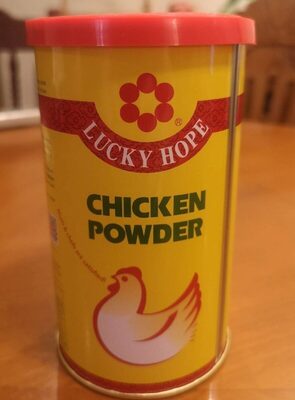 LUCKY HOPE
®
CHICKEN
POWDER